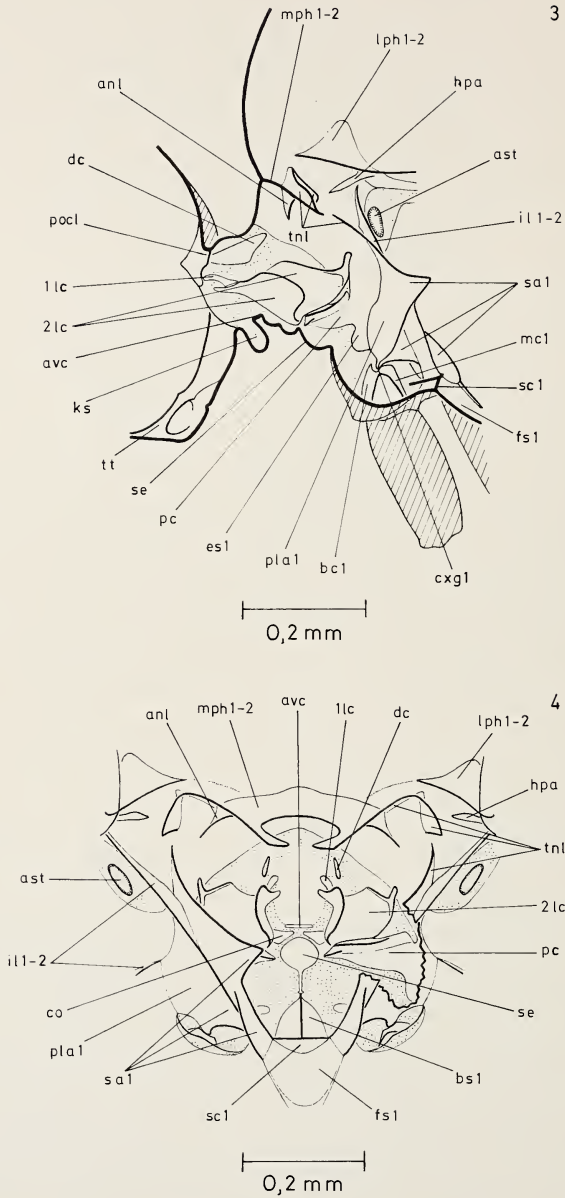 3
mph1-2
lph1-2
anl
hpa
dc
ast
pocl
tnl
il1-2
1lc
sa1
2lc
mc1
avc
sc1
ks
fs1
tt
se
pc
es1
pla1
bc1
cxg1
0,2 mm
4
avc
1lc
dc
mph1-2
anl
lph1-2
hpa
tnl
ast
2lc
il1-2
pc
co
se
pla1
sa1
bs1
sc1
fs1
0,2 mm